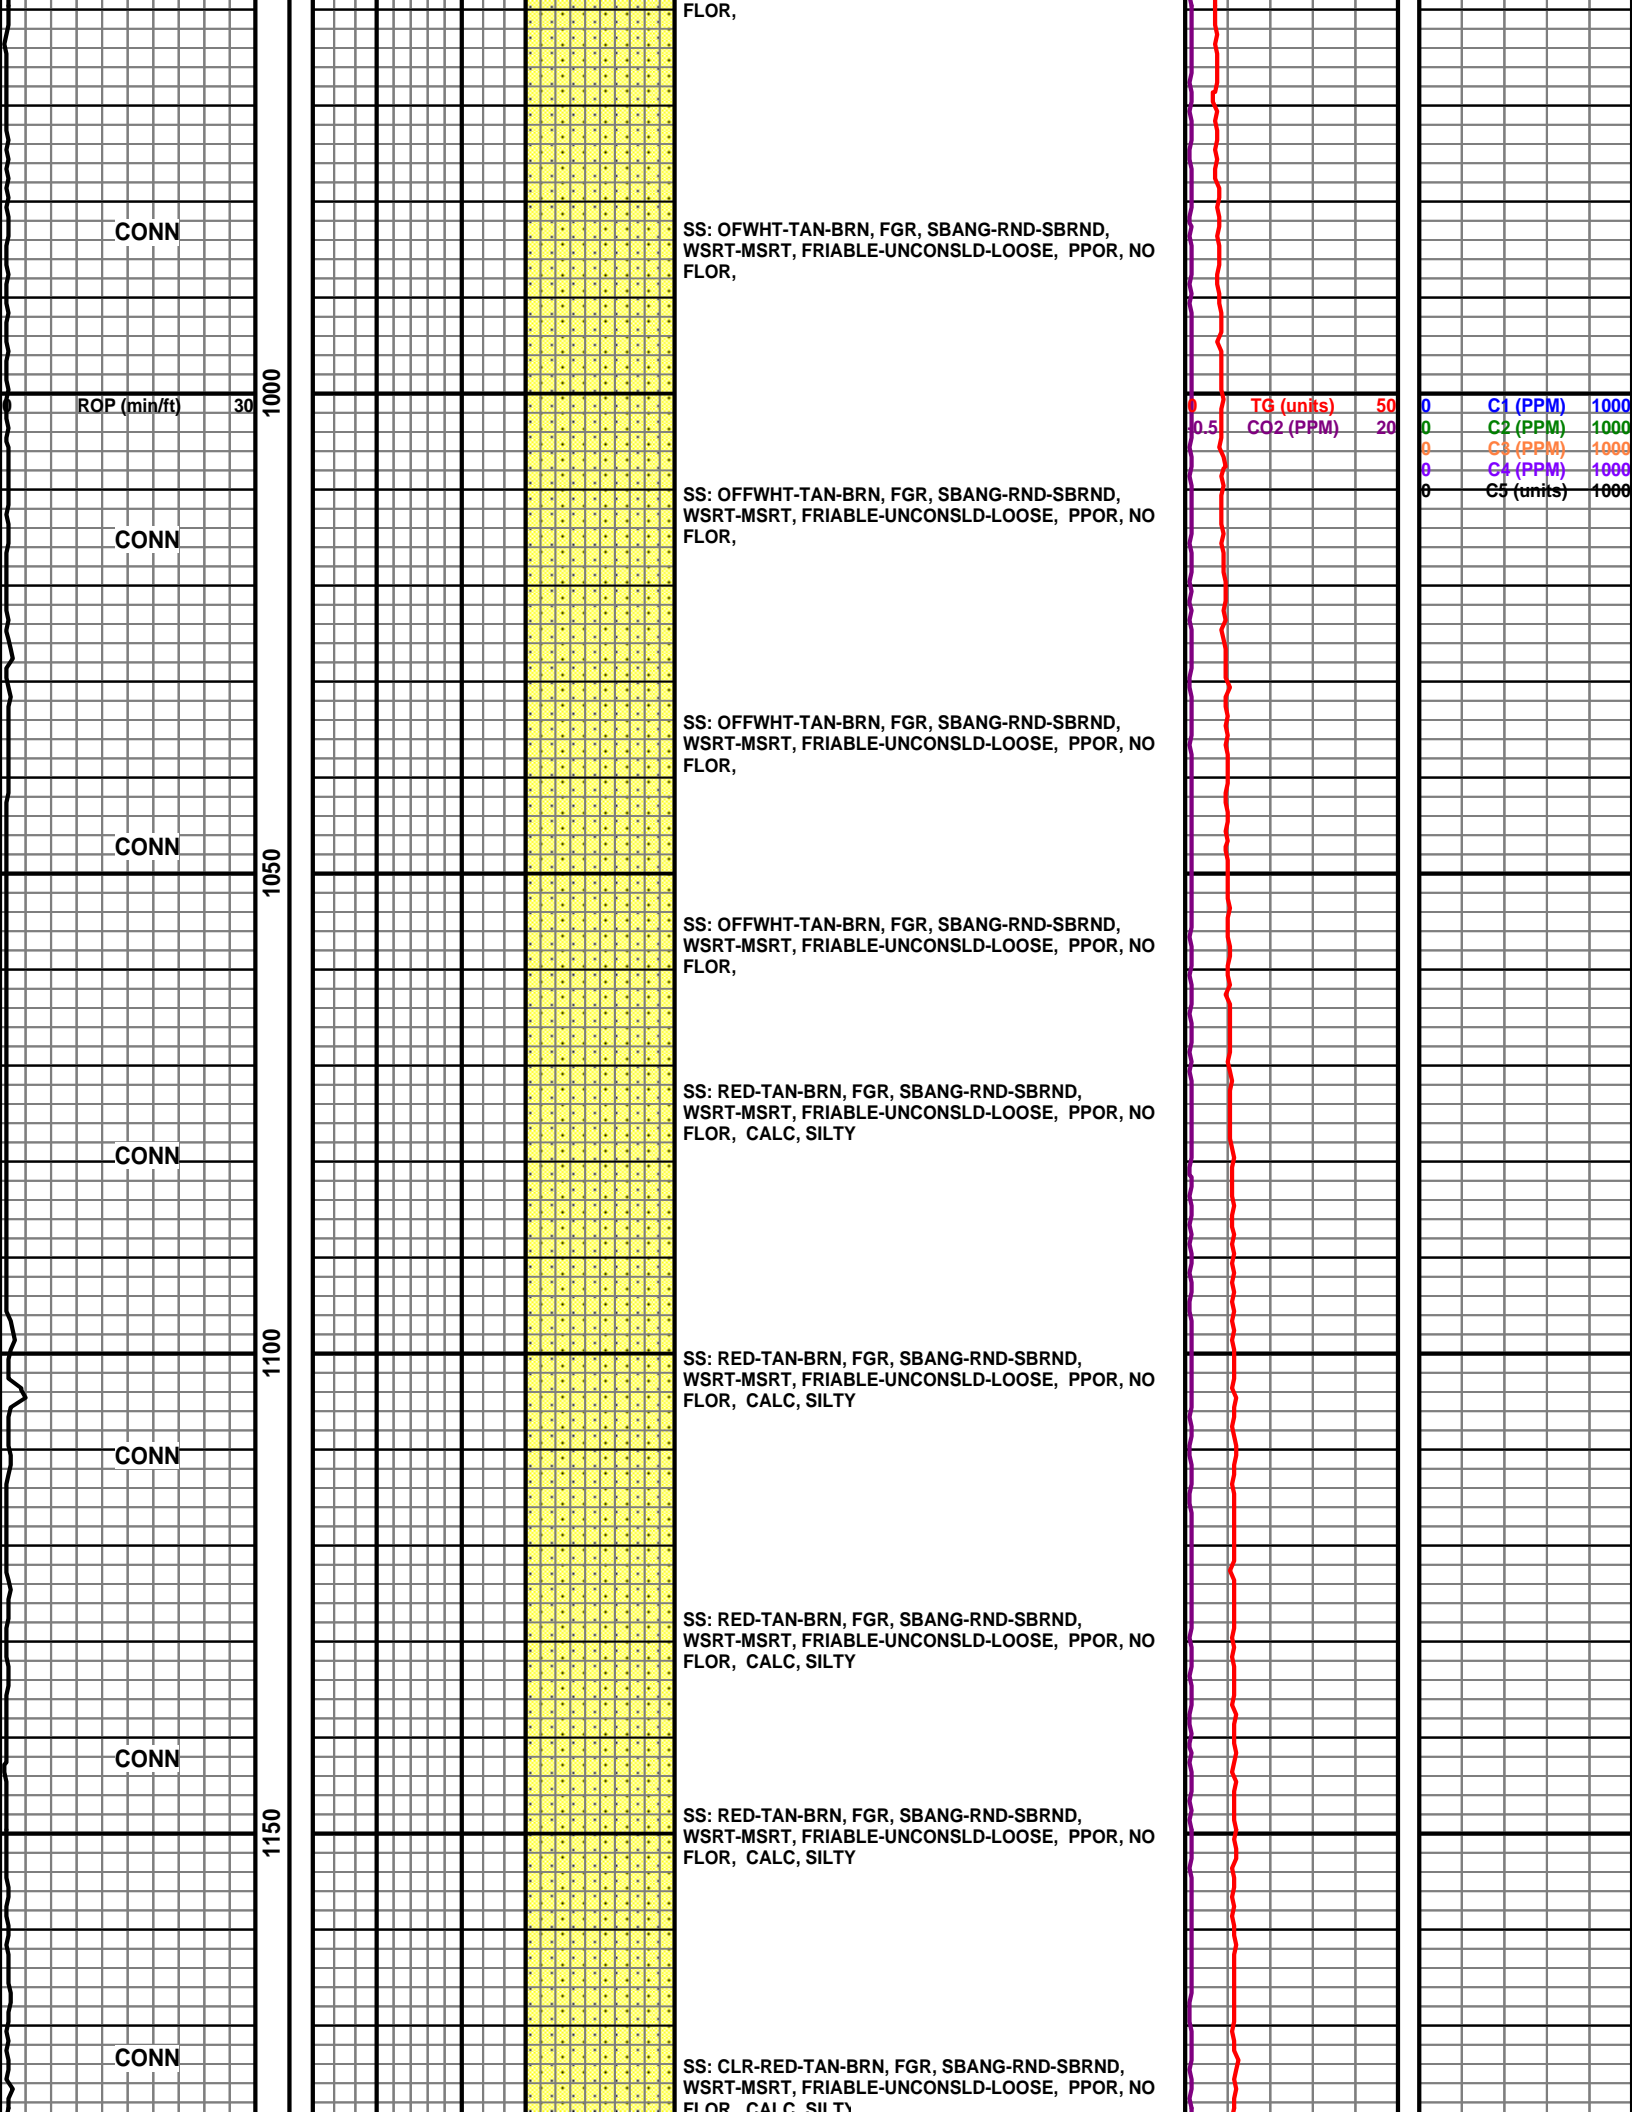 FLOR,
CONN
SS: OFWHT-TAN-BRN, FGR, SBANG-RND-SBRND,
WSRT-MSRT, FRIABLE-UNCONSLD-LOOSE, PPOR, NO
FLOR,
1000
0 ROP (min/ft) 30
0 TG (units) 50
-0.5 CO2 (PPM) 20
0 C1 (PPM) 1000
0 C2 (PPM) 1000
0 C3 (PPM) 1000
0 C4 (PPM) 1000
0 C5 (units) 1000
SS: OFFWHT-TAN-BRN, FGR, SBANG-RND-SBRND,
WSRT-MSRT, FRIABLE-UNCONSLD-LOOSE, PPOR, NO
FLOR,
CONN
SS: OFFWHT-TAN-BRN, FGR, SBANG-RND-SBRND,
WSRT-MSRT, FRIABLE-UNCONSLD-LOOSE, PPOR, NO
FLOR,
CONN
1050
SS: OFFWHT-TAN-BRN, FGR, SBANG-RND-SBRND,
WSRT-MSRT, FRIABLE-UNCONSLD-LOOSE, PPOR, NO
FLOR,
SS: RED-TAN-BRN, FGR, SBANG-RND-SBRND,
WSRT-MSRT, FRIABLE-UNCONSLD-LOOSE, PPOR, NO
FLOR, CALC, SILTY
CONN
1100
SS: RED-TAN-BRN, FGR, SBANG-RND-SBRND,
WSRT-MSRT, FRIABLE-UNCONSLD-LOOSE, PPOR, NO
FLOR, CALC, SILTY
CONN
SS: RED-TAN-BRN, FGR, SBANG-RND-SBRND,
WSRT-MSRT, FRIABLE-UNCONSLD-LOOSE, PPOR, NO
FLOR, CALC, SILTY
CONN
1150
SS: RED-TAN-BRN, FGR, SBANG-RND-SBRND,
WSRT-MSRT, FRIABLE-UNCONSLD-LOOSE, PPOR, NO
FLOR, CALC, SILTY
CONN
SS: CLR-RED-TAN-BRN, FGR, SBANG-RND-SBRND,
WSRT-MSRT, FRIABLE-UNCONSLD-LOOSE, PPOR, NO
FLOR, CALC, SILTY